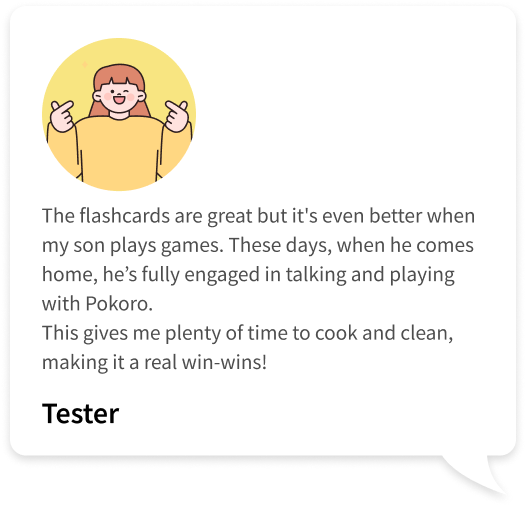 The flashcards are great but it's even better when
my son plays games. These days, when he comes
home, he’s fully engaged in talking and playing
with Pokoro.
This gives me plenty of time to cook and clean,
making it a real win-wins!
Tester